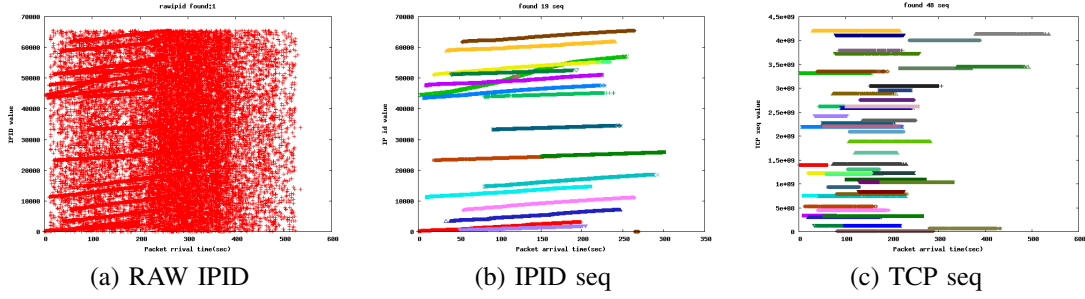 rawipid found:1
IPID value
70000
60000
50000
40000
30000
20000
10000
0
0 100 200 300 400 500 600
Packet rrival time(sec)
(a) RAW IPID
found 19 seq
IP id value
70000
60000
50000
40000
30000
20000
10000
0
0 50 100 150 200 250 300 350
Packet arrival time(sec)
(b) IPID seq
found 48 seq
TCP seq value
4.5e+09
4e+09
3.5e+09
3e+09
2.5e+09
2e+09
1.5e+09
1e+09
5e+08
0
0 100 200 300 400 500 600
Packet arrival time(sec)
(c) TCP seq